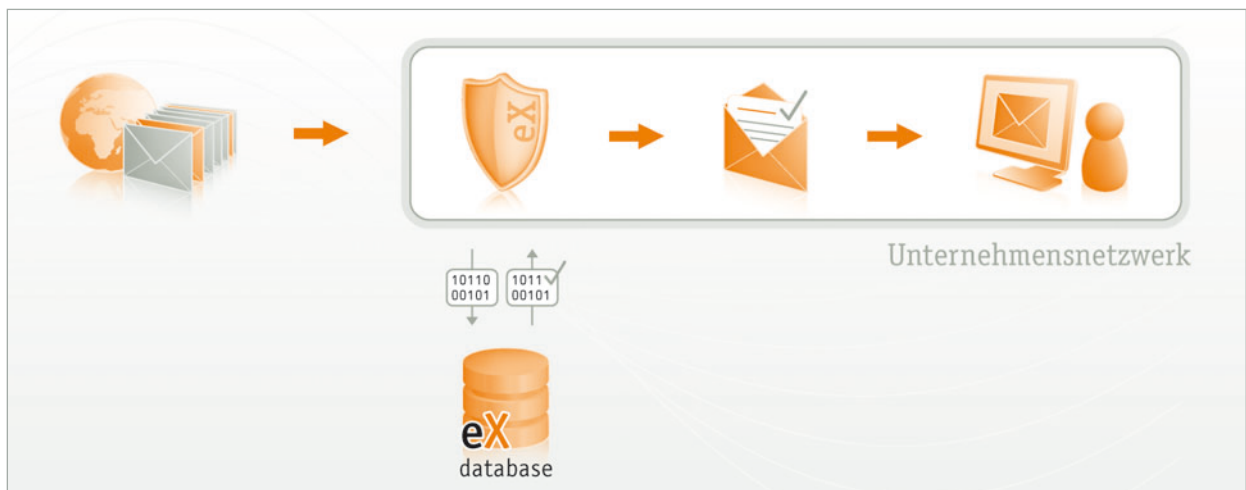 eX
Unternehmensnetzwerk
10110
00101
1011
00101
eX
database